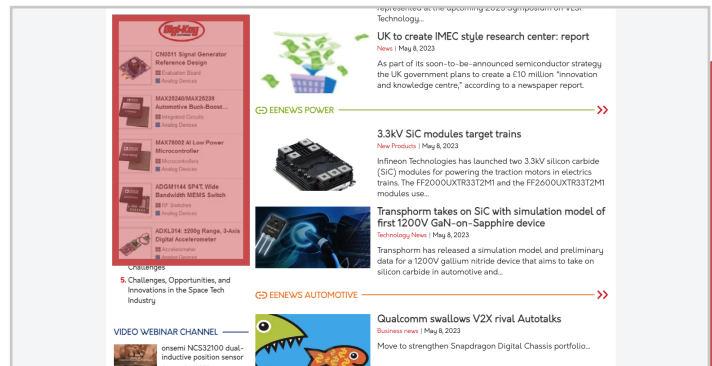 Digi-Key
CN0511 Signal Generator
Reference Design
Evaluation Board
Analog Devices
MAX25240/MAX25239
Automotive Buck-Boost...
Integrated Circuits
Analog Devices
MAX78002 AI Low Power
Microcontroller
Microcontrollers
Analog Devices
ADGM1144 SP4T, Wide
Bandwidth MEMS Switch
RF Switches
Analog Devices
ADXL314: ±200g Range, 3-Axis
Digital Accelerometer
Accelerometer
Analog Devices
Challenges
5. Challenges, Opportunities, and
Innovations in the Space Tech
Industry
VIDEO WEBINAR CHANNEL
onsemi NCS32100 dual-
inductive position sensor
represented at the upcoming 2023 Symposium on VLSI
Technology...
UK to create IMEC style research center: report
News | May 8, 2023
As part of its soon-to-be-announced semiconductor strategy
the UK government plans to create a £10 million "innovation
and knowledge centre," according to a newspaper report.
EENEWS POWER
3.3kV SiC modules target trains
New Products | May 8, 2023
Infineon Technologies has launched two 3.3kV silicon carbide
(SiC) modules for powering the traction motors in electrics
trains. The FF2000UXTR33T2M1 and the FF2600UXTR33T2M1
modules use...
Transphorm takes on SiC with simulation model of
first 1200V GaN-on-Sapphire device
Technology News | May 8, 2023
Transphorm has released a simulation model and preliminary
data for a 1200V gallium nitride device that aims to take on
silicon carbide in automotive and...
EENEWS AUTOMOTIVE
Qualcomm swallows V2X rival Autotalks
Business news | May 8, 2023
Move to strengthen Snapdragon Digital Chassis portfolio...